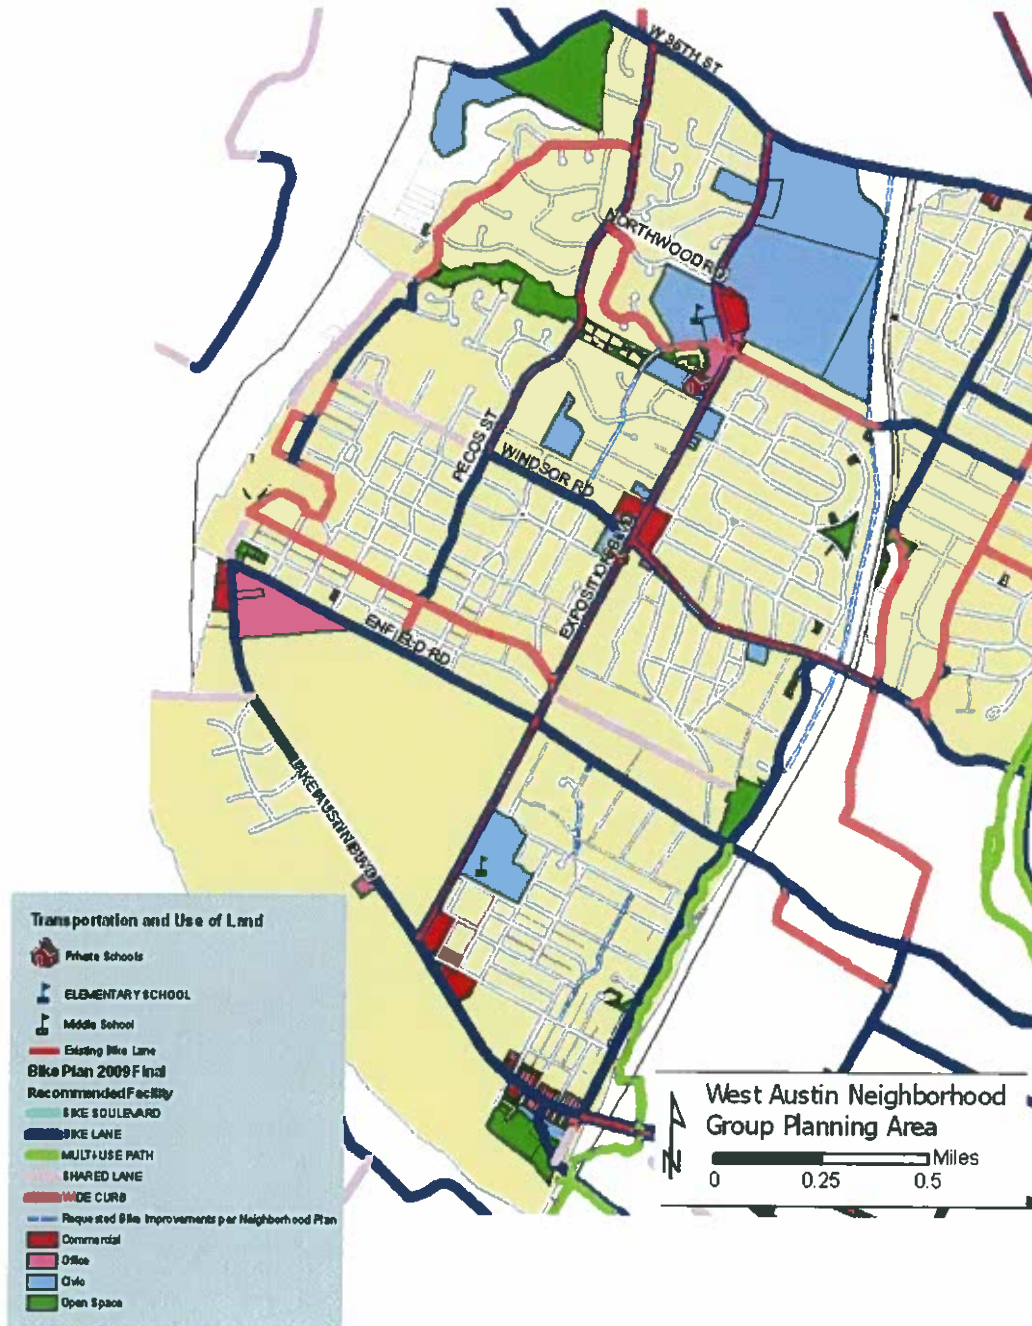 W 35TH ST
NORTHWOOD RD
PECOS ST
WINDSOR RD
EXPOSITION BLVD
ENFIELD RD
LAKE AUSTIN BLVD
Transportation and Use of Land
Private Schools
ELEMENTARY SCHOOL
Middle School
Existing Bike Lane
Bike Plan 2009 Final
Recommended Facility
BIKE BOULEVARD
BIKE LANE
MULTI-USE PATH
SHARED LANE
WIDE CURB
Requested Bike Improvements per Neighborhood Plan
Commercial
Office
Civic
Open Space
West Austin Neighborhood
Group Planning Area
N
Miles
0 0.25 0.5